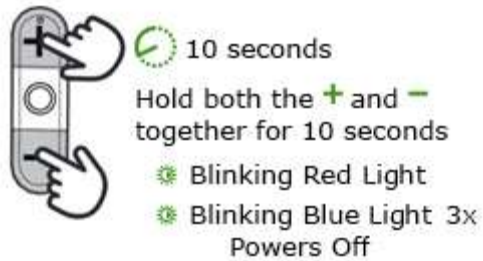 10 seconds
Hold both the + and -
together for 10 seconds
Blinking Red Light
Blinking Blue Light 3x
Powers Off